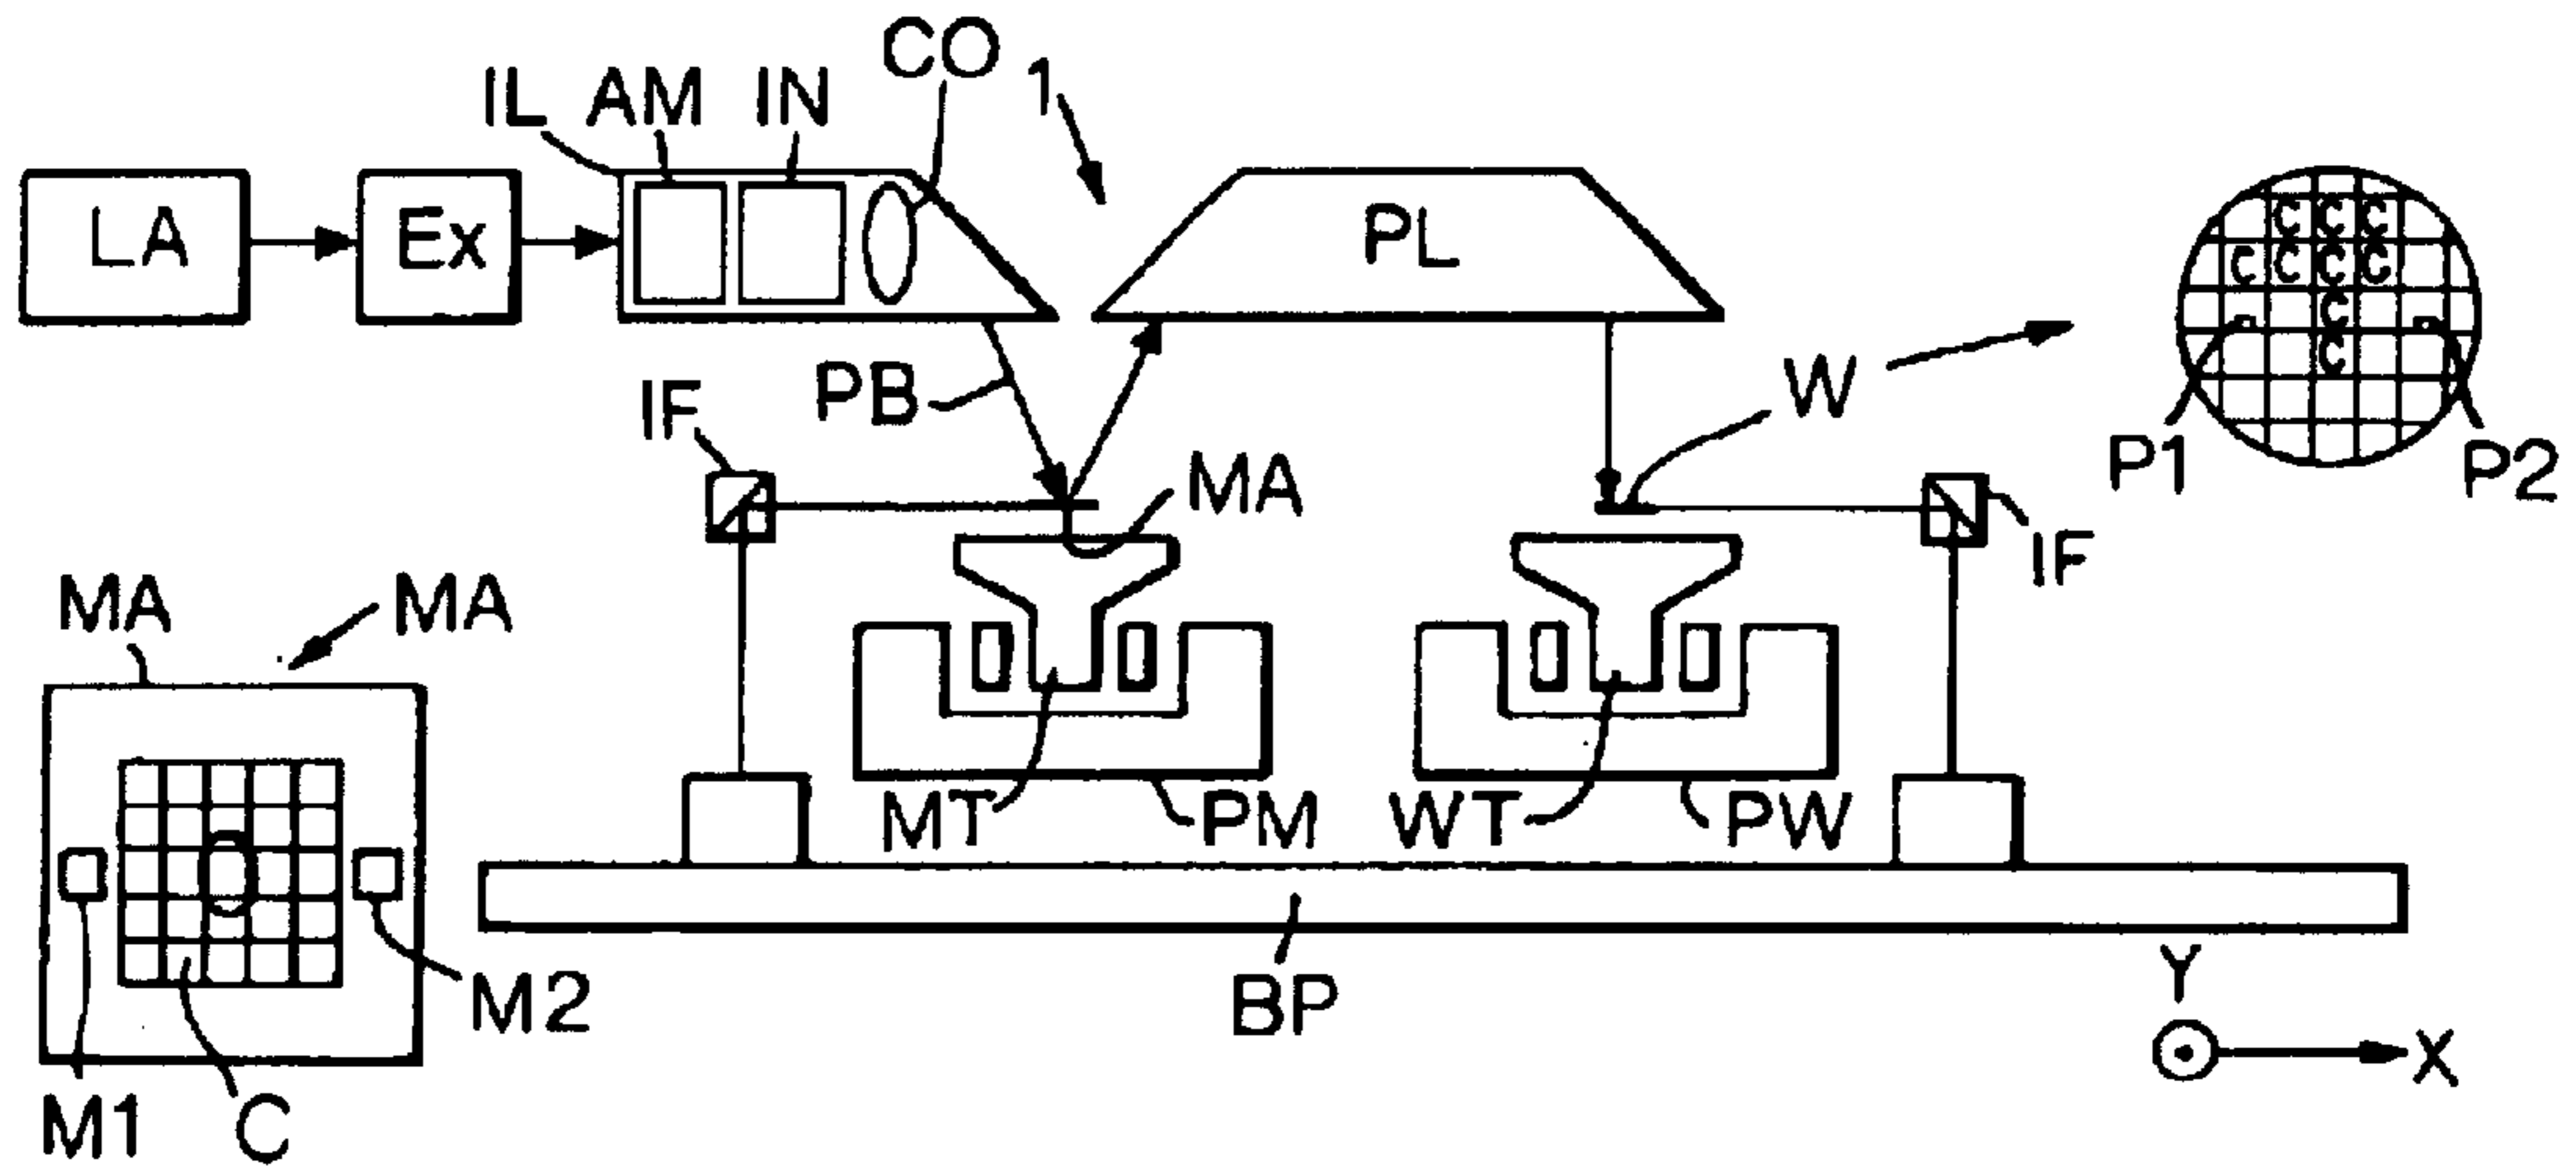 CO
IL AM IN 1
LA Ex PL
C C C
C C C C
C
C
PB W
IF
MA P1 P2
IF
MA MA
MT PM WT PW
M2 BP Y
X
M1 C